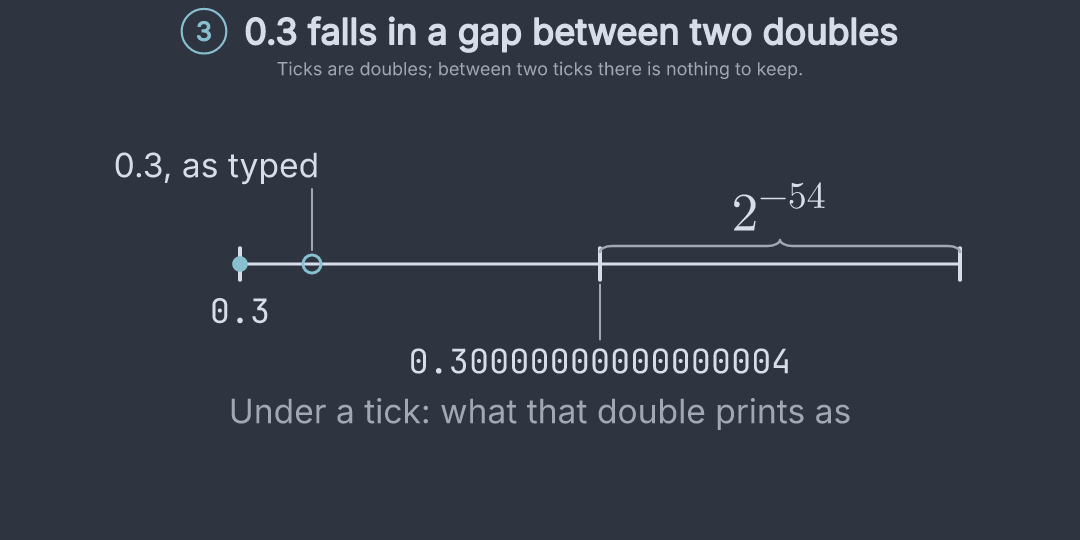 3 0.3 falls in a gap between two doubles
Ticks are doubles; between two ticks there is nothing to keep.
0.3, as typed
2⁻⁵⁴
0.3
0.30000000000000004
Under a tick: what that double prints as